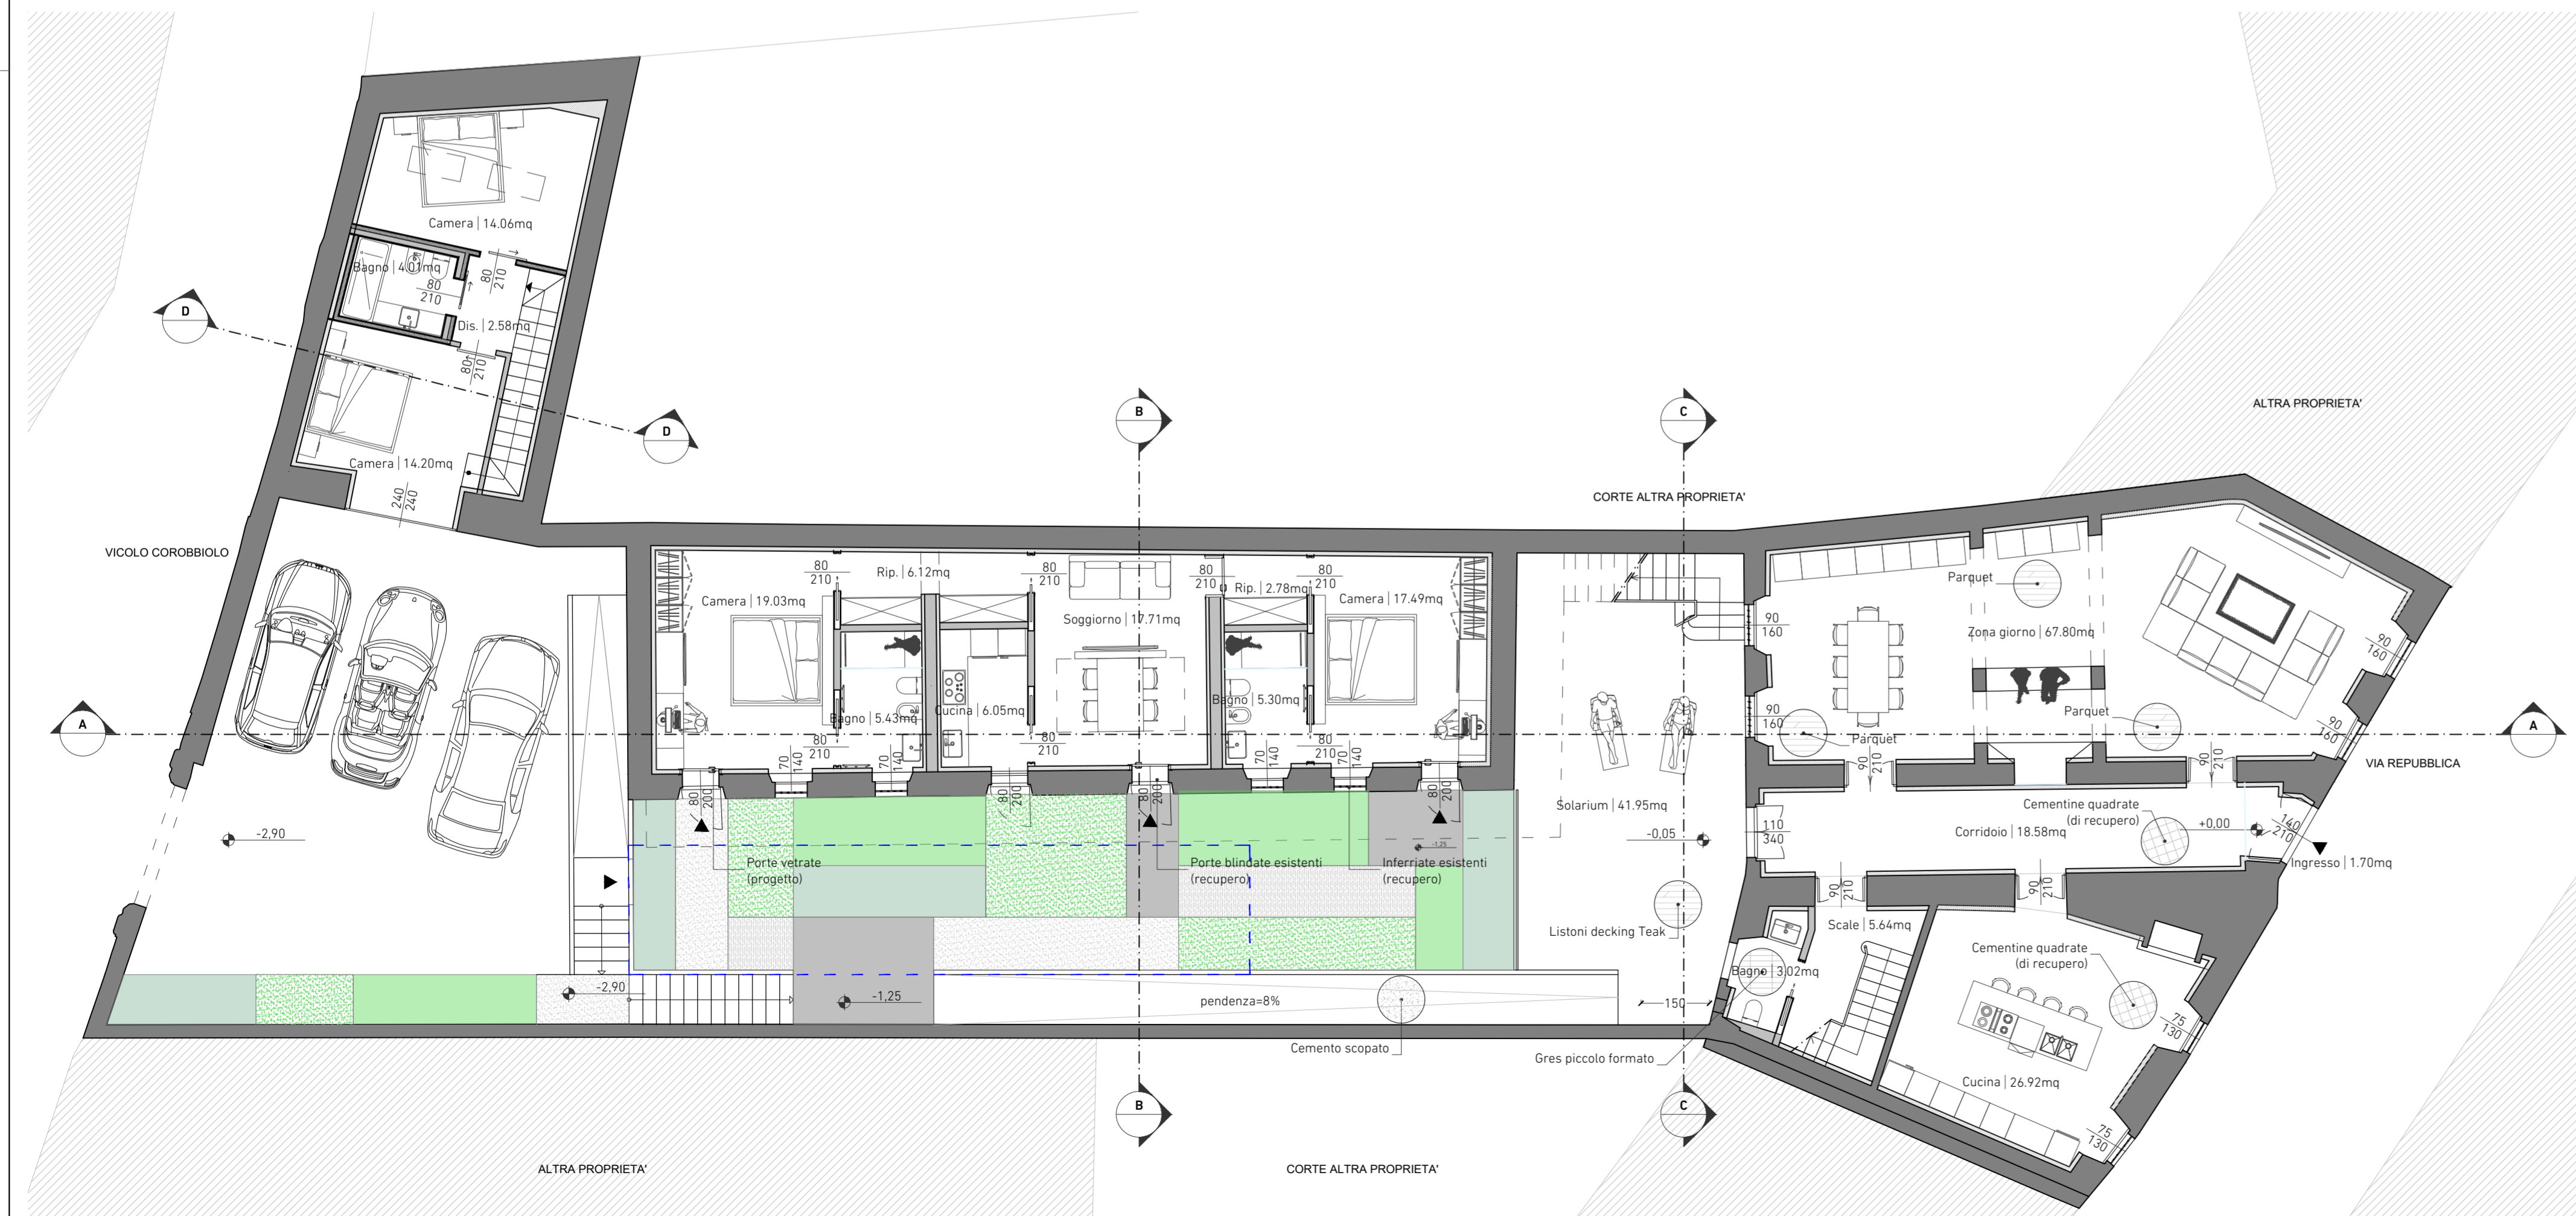 Camera | 14.06mq
Bagno | 4.01mq
80
210
80
210
Dis. | 2.58mq
80
210
D
D
Camera | 14.20mq
240
240
VICOLO COROBBIOLO
B
C
ALTRA PROPRIETA'
CORTE ALTRA PROPRIETA'
80
210
Rip. | 6.12mq
80
210
80
210
Rip. | 2.78mq
80
210
Camera | 19.03mq
Soggiorno | 17.71mq
Camera | 17.49mq
Bagno | 5.43mq
Cucina | 6.05mq
Bagno | 5.30mq
80
210
80
210
80
210
70
140
70
140
70
140
70
140
80
200
80
200
80
200
80
200
Parquet
Zona giorno | 67.80mq
Parquet
Parquet
90
160
90
160
90
160
90
160
A
A
VIA REPUBBLICA
90
210
90
210
Solarium | 41.95mq
-0,05
110
340
Corridoio | 18.58mq
Cementine quadrate
(di recupero)
+0,00
140
210
Ingresso | 1.70mq
-2,90
-1,25
Porte vetrate
(progetto)
Porte blindate esistenti
(recupero)
Inferriate esistenti
(recupero)
90
210
90
210
Listoni decking Teak
Scale | 5.64mq
Bagno | 3.02mq
Cementine quadrate
(di recupero)
-2,90
-1,25
pendenza=8%
150
75
130
Cemento scopato
Gres piccolo formato
Cucina | 26.92mq
75
130
B
C
ALTRA PROPRIETA'
CORTE ALTRA PROPRIETA'